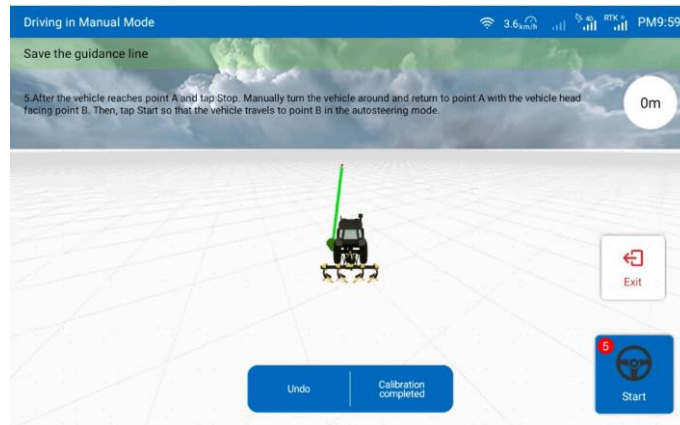 Driving in Manual Mode
3.6km/h
40
RTK
PM9:59
Save the guidance line
5.After the vehicle reaches point A and tap Stop. Manually turn the vehicle around and return to point A with the vehicle head
facing point B. Then, tap Start so that the vehicle travels to point B in the autosteering mode.
0m
Exit
5
Start
Undo
Calibration
completed